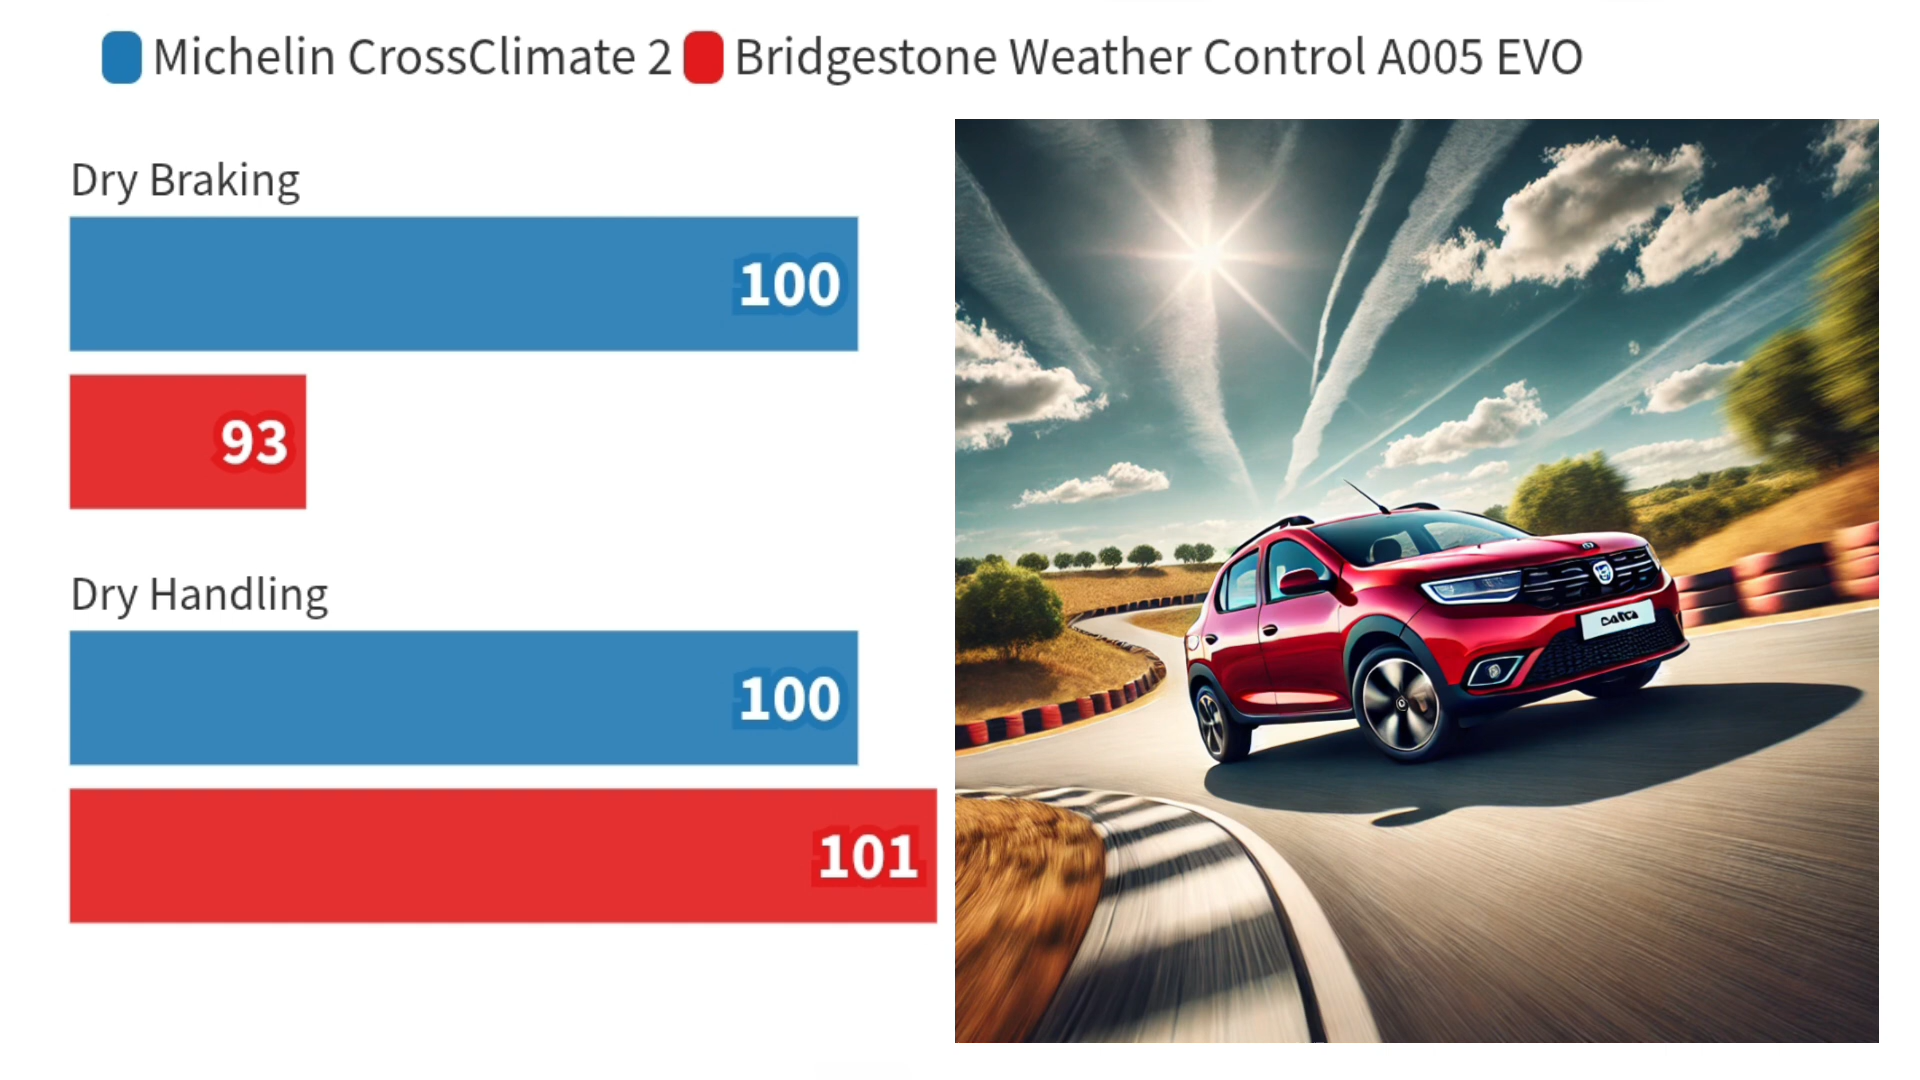 Michelin CrossClimate 2 Bridgestone Weather Control A005 EVO
Dry Braking
100
93
Dry Handling
100
101